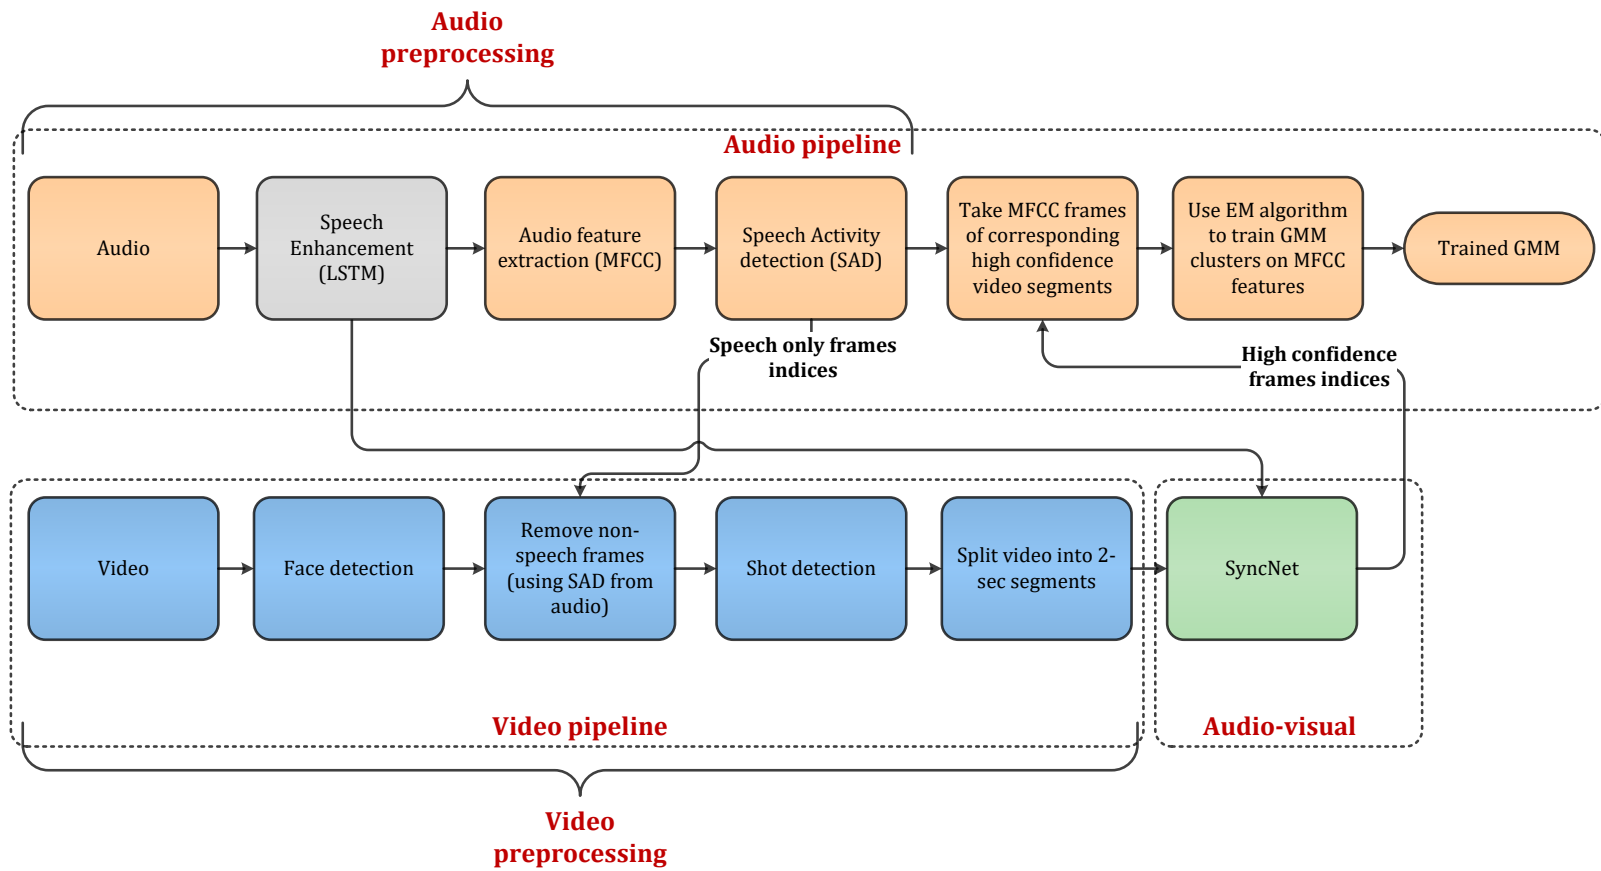 Audio
preprocessing
Audio pipeline
Audio
Speech
Enhancement
(LSTM)
Audio feature
extraction (MFCC)
Speech Activity
detection (SAD)
Take MFCC frames
of corresponding
high confidence
video segments
Use EM algorithm
to train GMM
clusters on MFCC
features
Trained GMM
Speech only frames
indices
High confidence
frames indices
Video
Face detection
Remove non-
speech frames
(using SAD from
audio)
Shot detection
Split video into 2-
sec segments
SyncNet
Video pipeline
Audio-visual
Video
preprocessing